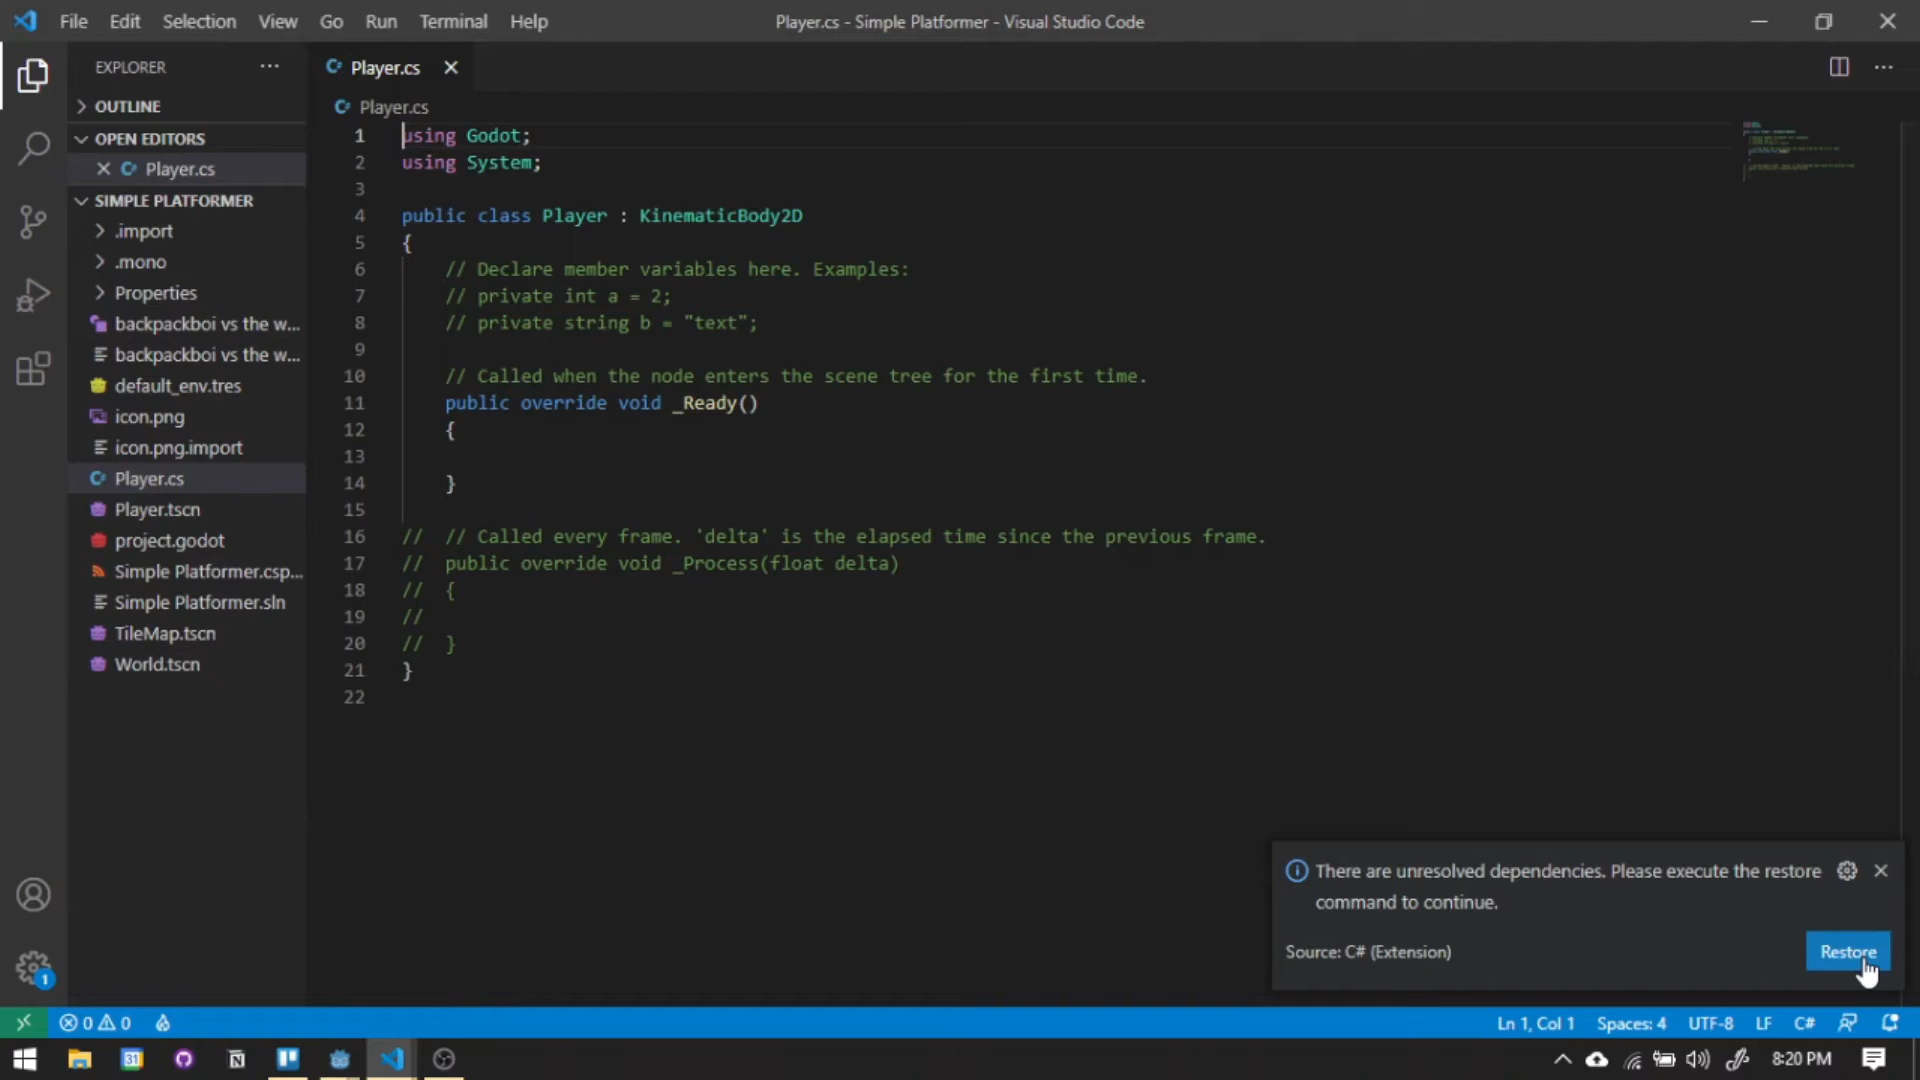 File Edit Selection View Go Run Terminal Help
Player.cs - Simple Platformer - Visual Studio Code
EXPLORER
Player.cs
OUTLINE
OPEN EDITORS
Player.cs
SIMPLE PLATFORMER
.import
.mono
Properties
backpackboi vs the w...
backpackboi vs the w...
default_env.tres
icon.png
icon.png.import
Player.cs
Player.tscn
project.godot
Simple Platformer.csp...
Simple Platformer.sln
TileMap.tscn
World.tscn
Player.cs
1 using Godot;
2 using System;
3
4 public class Player : KinematicBody2D
5 {
6 // Declare member variables here. Examples:
7 // private int a = 2;
8 // private string b = "text";
9
10 // Called when the node enters the scene tree for the first time.
11 public override void _Ready()
12 {
13
14 }
15
16 // // Called every frame. 'delta' is the elapsed time since the previous frame.
17 // public override void _Process(float delta)
18 // {
19 //
20 // }
21 }
22
There are unresolved dependencies. Please execute the restore
command to continue.
Source: C# (Extension)
Restore
1
0 0
Ln 1, Col 1 Spaces: 4 UTF-8 LF C#
31
8:20 PM